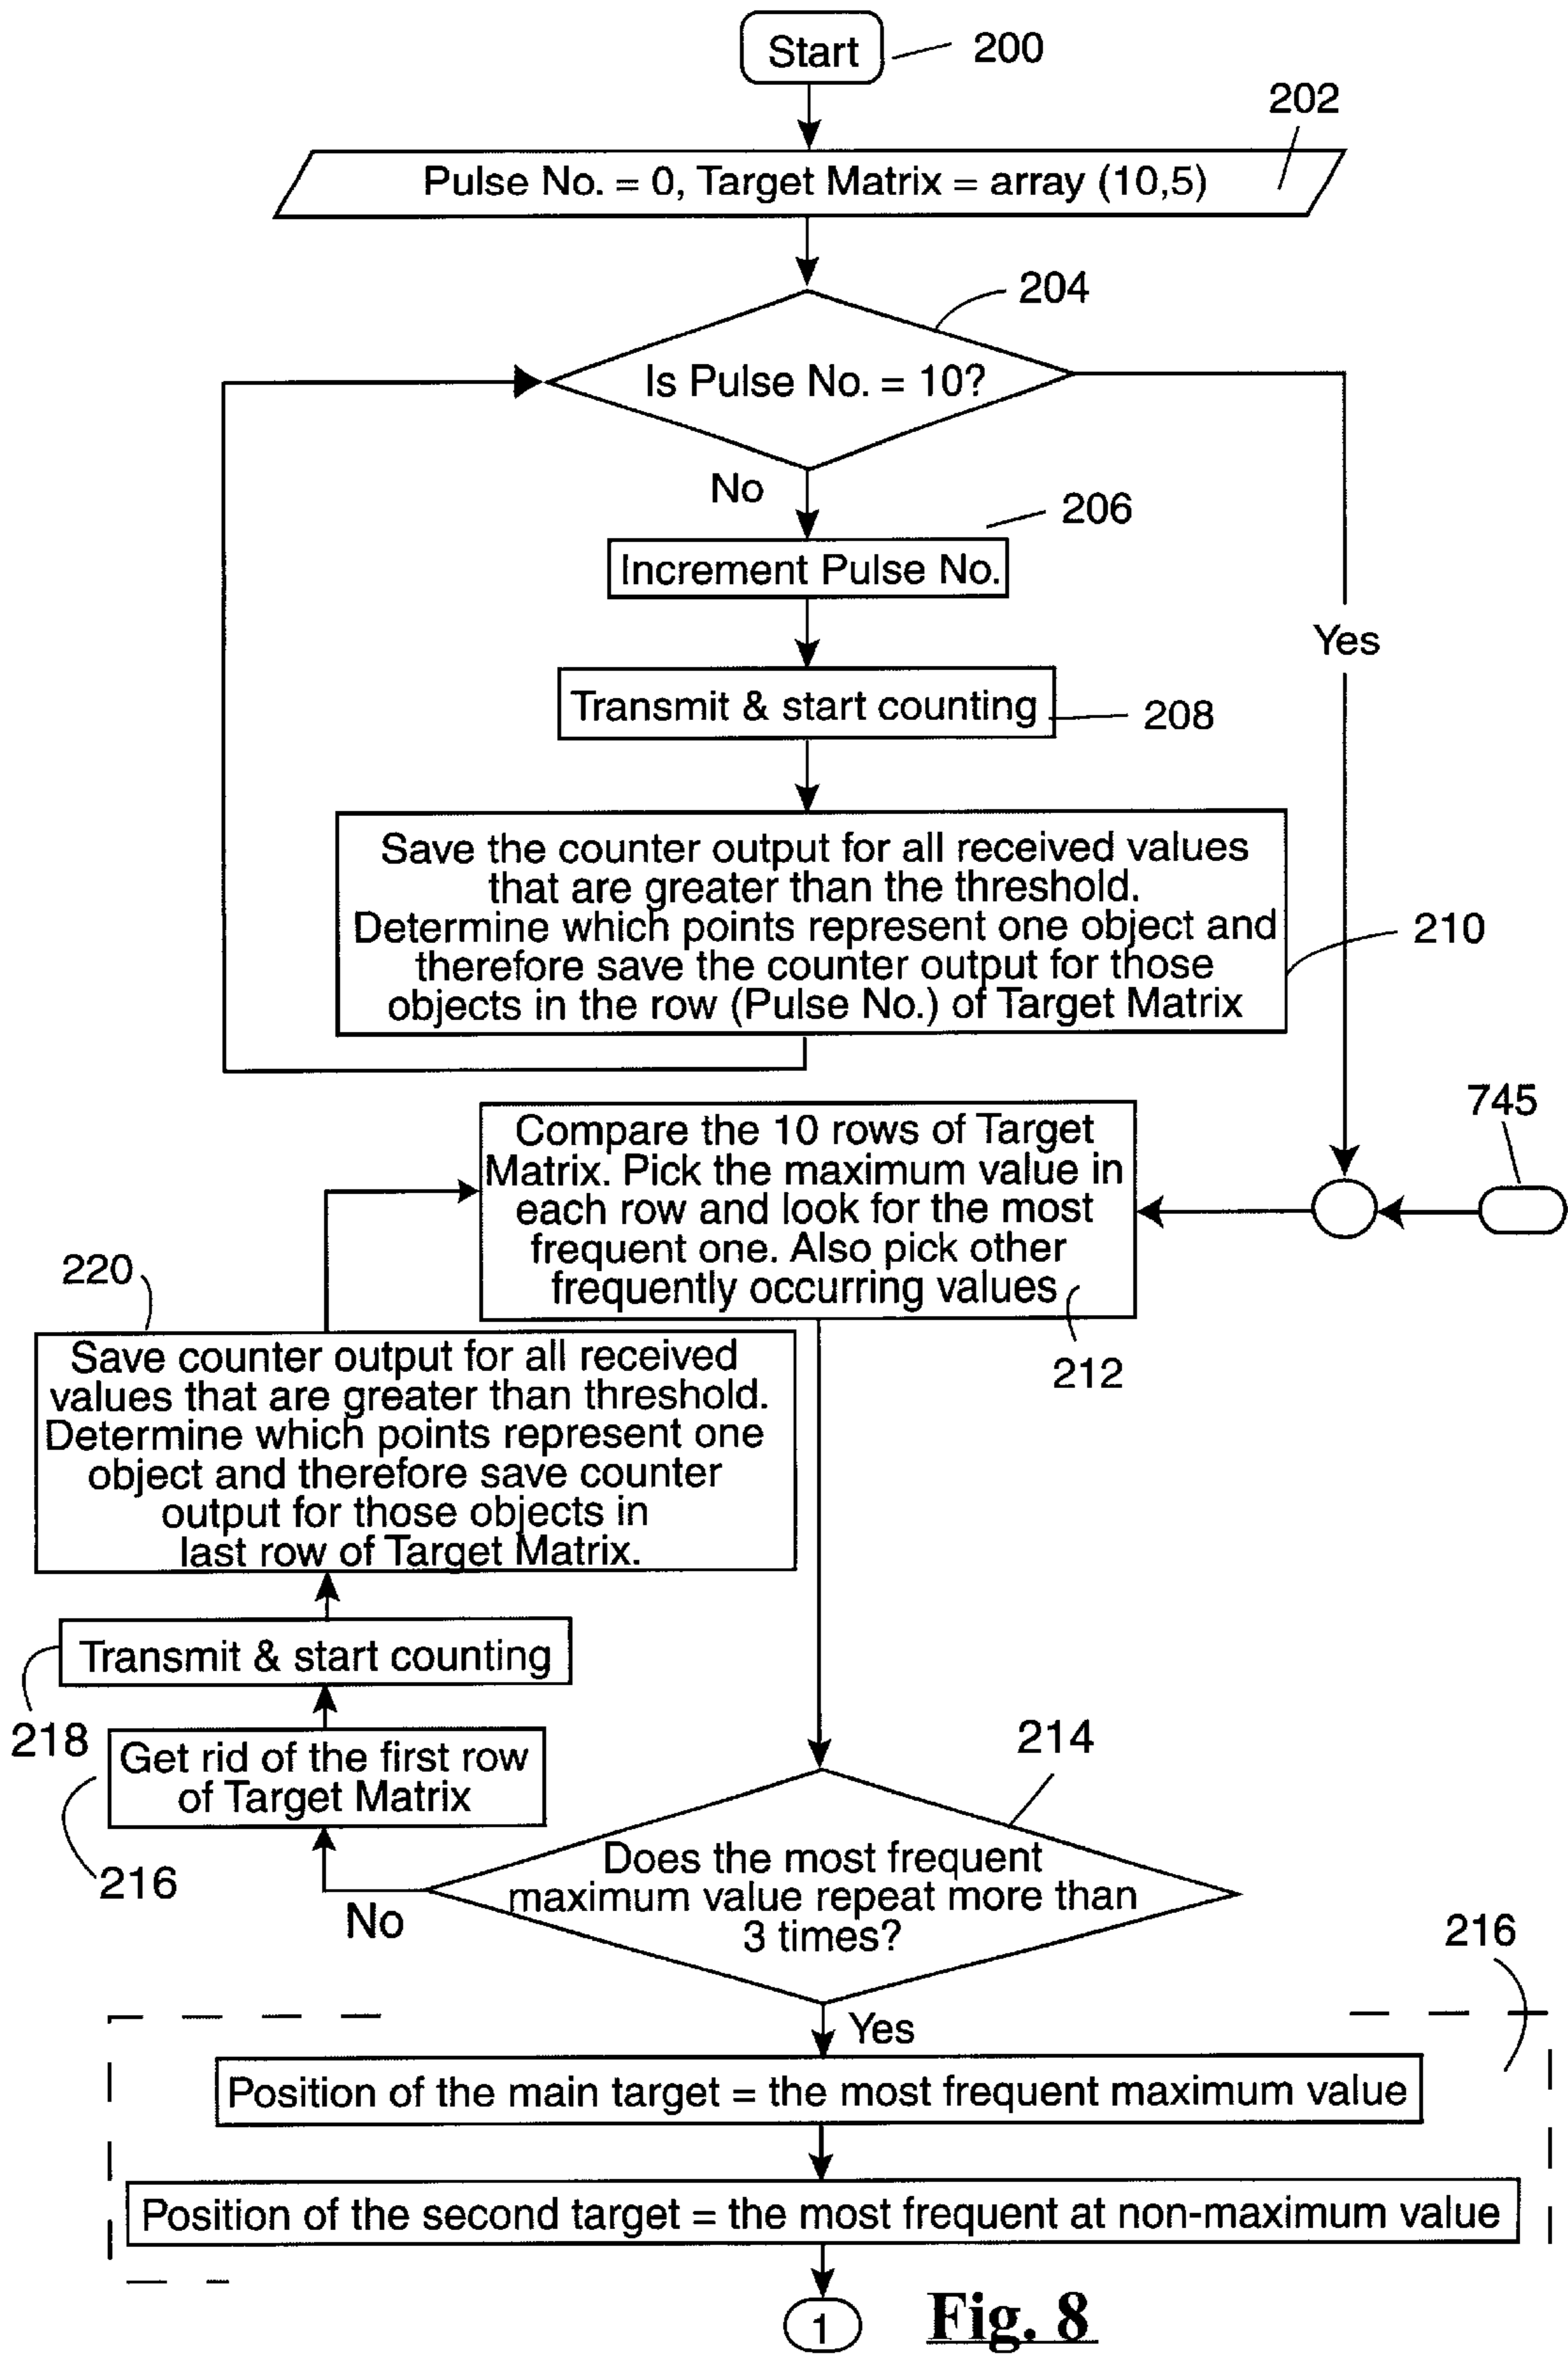 Start
200
202
Pulse No. = 0, Target Matrix = array (10,5)
204
Is Pulse No. = 10?
No
206
Increment Pulse No.
Yes
Transmit & start counting
208
Save the counter output for all received values
that are greater than the threshold.
Determine which points represent one object and
therefore save the counter output for those
objects in the row (Pulse No.) of Target Matrix
210
745
Compare the 10 rows of Target
Matrix. Pick the maximum value in
each row and look for the most
frequent one. Also pick other
frequently occurring values
212
220
Save counter output for all received
values that are greater than threshold.
Determine which points represent one
object and therefore save counter
output for those objects in
last row of Target Matrix.
Transmit & start counting
218
Get rid of the first row
of Target Matrix
216
214
Does the most frequent
maximum value repeat more than
3 times?
No
216
Yes
Position of the main target = the most frequent maximum value
Position of the second target = the most frequent at non-maximum value
1
Fig. 8